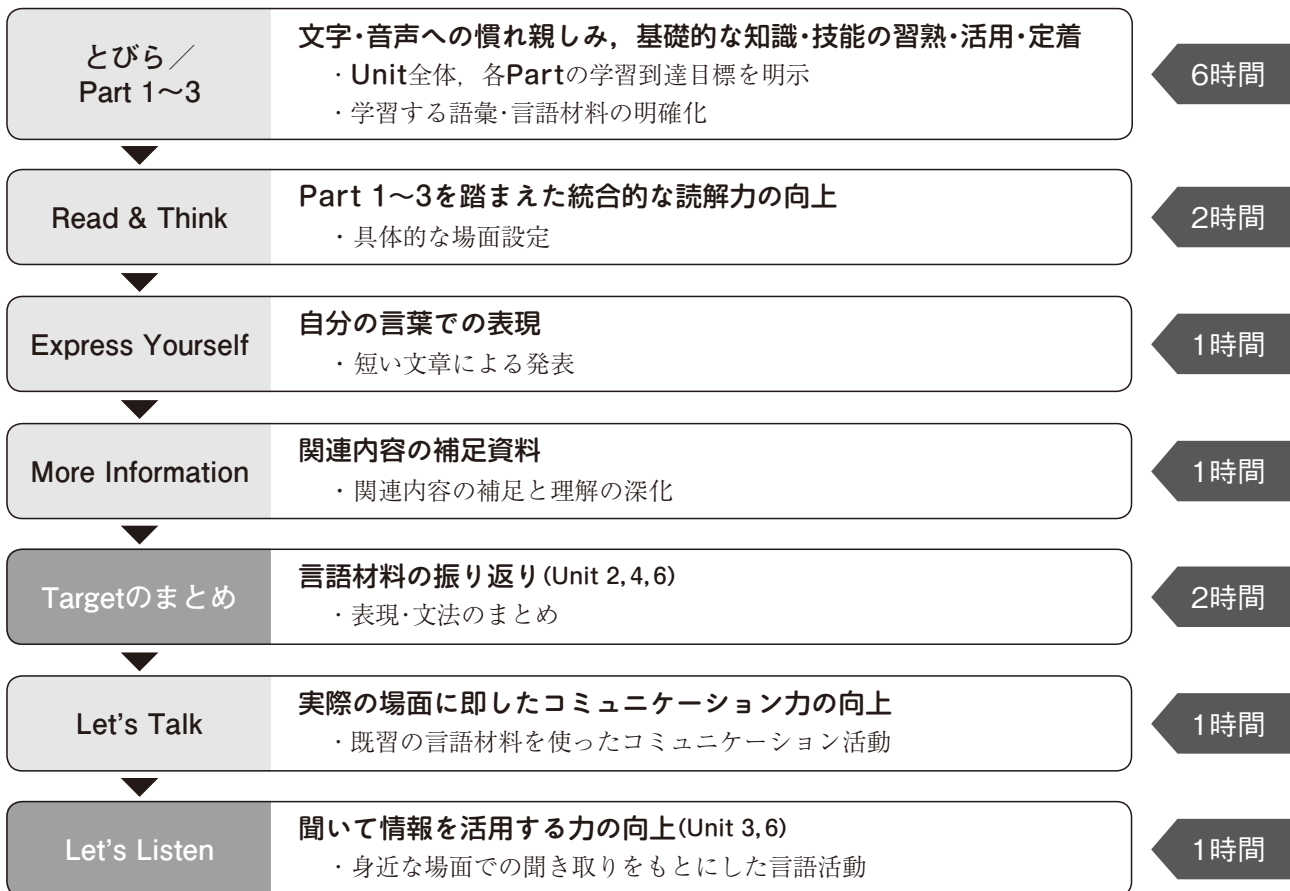 とびら／
Part 1〜3
文字・音声への慣れ親しみ，基礎的な知識・技能の習熟・活用・定着
・Unit全体，各Partの学習到達目標を明示
・学習する語彙・言語材料の明確化
6時間
Read & Think
Part 1〜3を踏まえた統合的な読解力の向上
・具体的な場面設定
2時間
Express Yourself
自分の言葉での表現
・短い文章による発表
1時間
More Information
関連内容の補足資料
・関連内容の補足と理解の深化
1時間
Targetのまとめ
言語材料の振り返り(Unit 2,4,6)
・表現・文法のまとめ
2時間
Let's Talk
実際の場面に即したコミュニケーション力の向上
・既習の言語材料を使ったコミュニケーション活動
1時間
Let's Listen
聞いて情報を活用する力の向上(Unit 3,6)
・身近な場面での聞き取りをもとにした言語活動
1時間